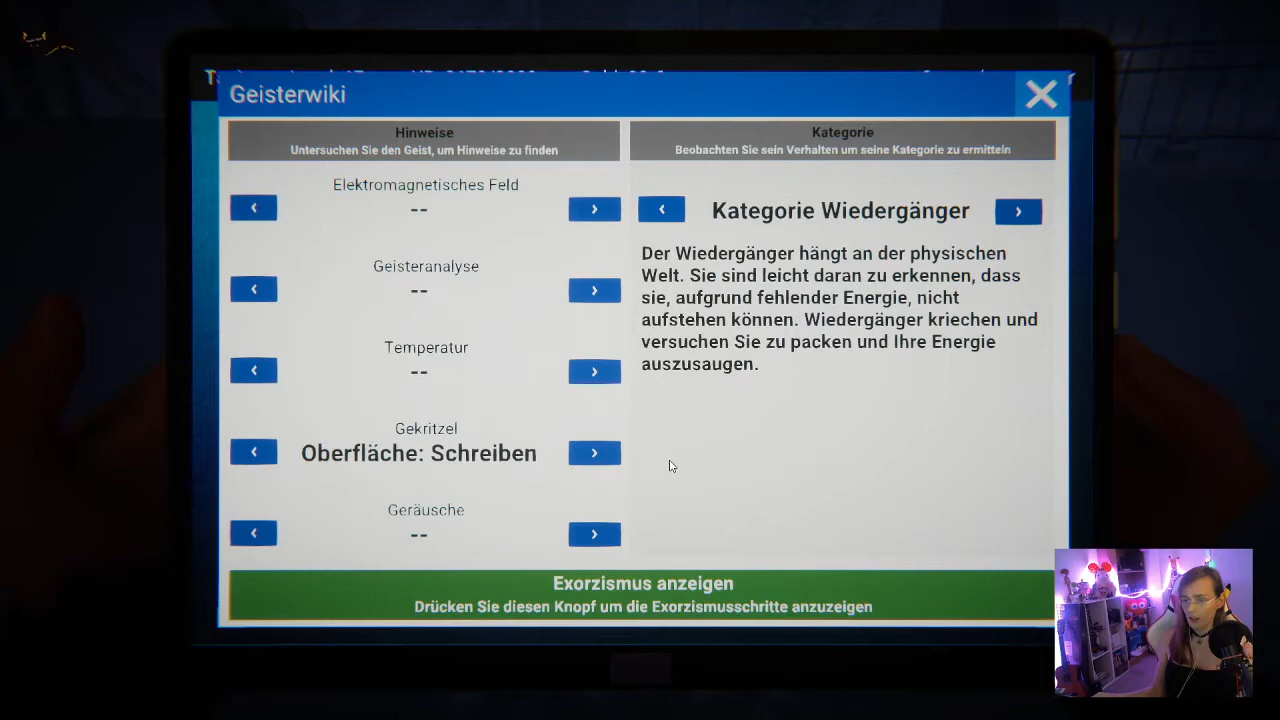 Geisterwiki
Hinweise
Untersuchen Sie den Geist, um Hinweise zu finden
Elektromagnetisches Feld
--
Geisteranalyse
--
Temperatur
--
Gekritzel
Oberfläche: Schreiben
Geräusche
--
Kategorie
Beobachten Sie sein Verhalten um seine Kategorie zu ermitteln
Kategorie Wiedergänger
Der Wiedergänger hängt an der physischen
Welt. Sie sind leicht daran zu erkennen, dass
sie, aufgrund fehlender Energie, nicht
aufstehen können. Wiedergänger kriechen und
versuchen Sie zu packen und Ihre Energie
auszusaugen.
Exorzismus anzeigen
Drücken Sie diesen Knopf um die Exorzismusschritte anzuzeigen